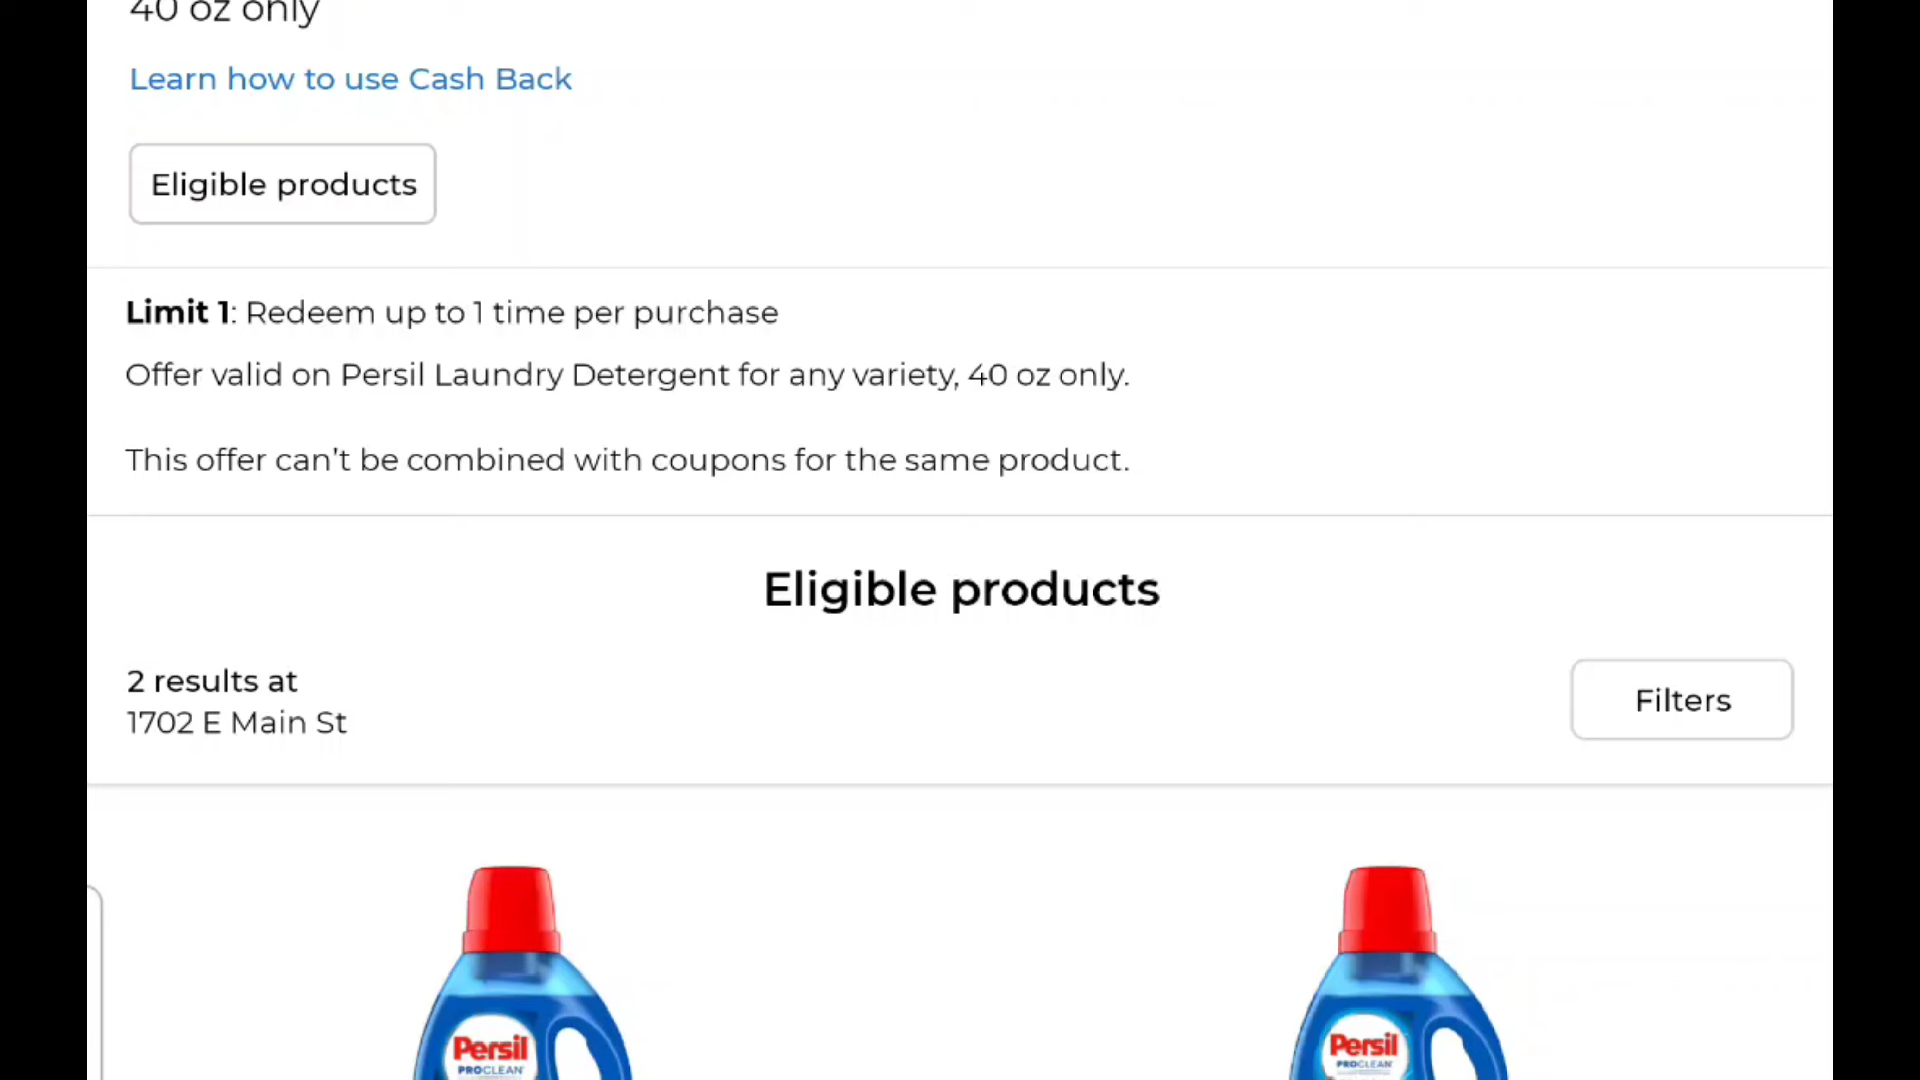 40 oz only
Learn how to use Cash Back
Eligible products
Limit 1: Redeem up to 1 time per purchase
Offer valid on Persil Laundry Detergent for any variety, 40 oz only.
This offer can't be combined with coupons for the same product.
Eligible products
2 results at
1702 E Main St
Filters
Persil
PROCLEAN
Persil
PROCLEAN